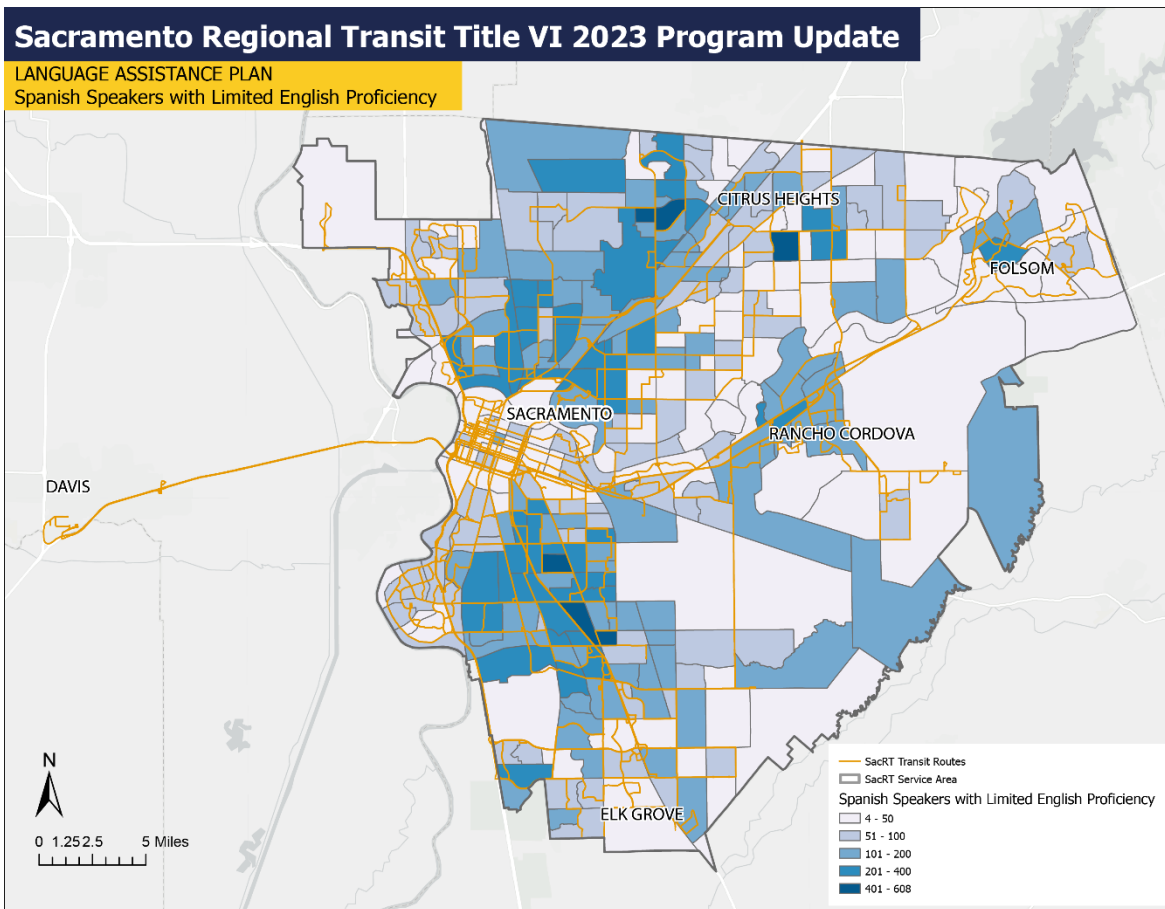 Sacramento Regional Transit Title VI 2023 Program Update
LANGUAGE ASSISTANCE PLAN
Spanish Speakers with Limited English Proficiency
CITRUS HEIGHTS
FOLSOM
SACRAMENTO
RANCHO CORDOVA
DAVIS
ELK GROVE
N
0 1.25 2.5 5 Miles
SacRT Transit Routes
SacRT Service Area
Spanish Speakers with Limited English Proficiency
4 - 50
51 - 100
101 - 200
201 - 400
401 - 608